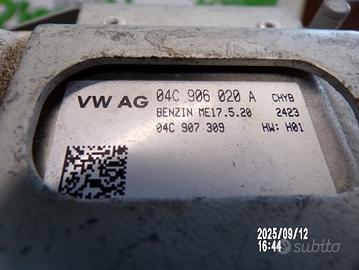 VW AG 04C 906 020 A CHYB
BENZIN ME17.5.20 2423
04C 907 309 HW: H01
2025/09/12
16:44
subito